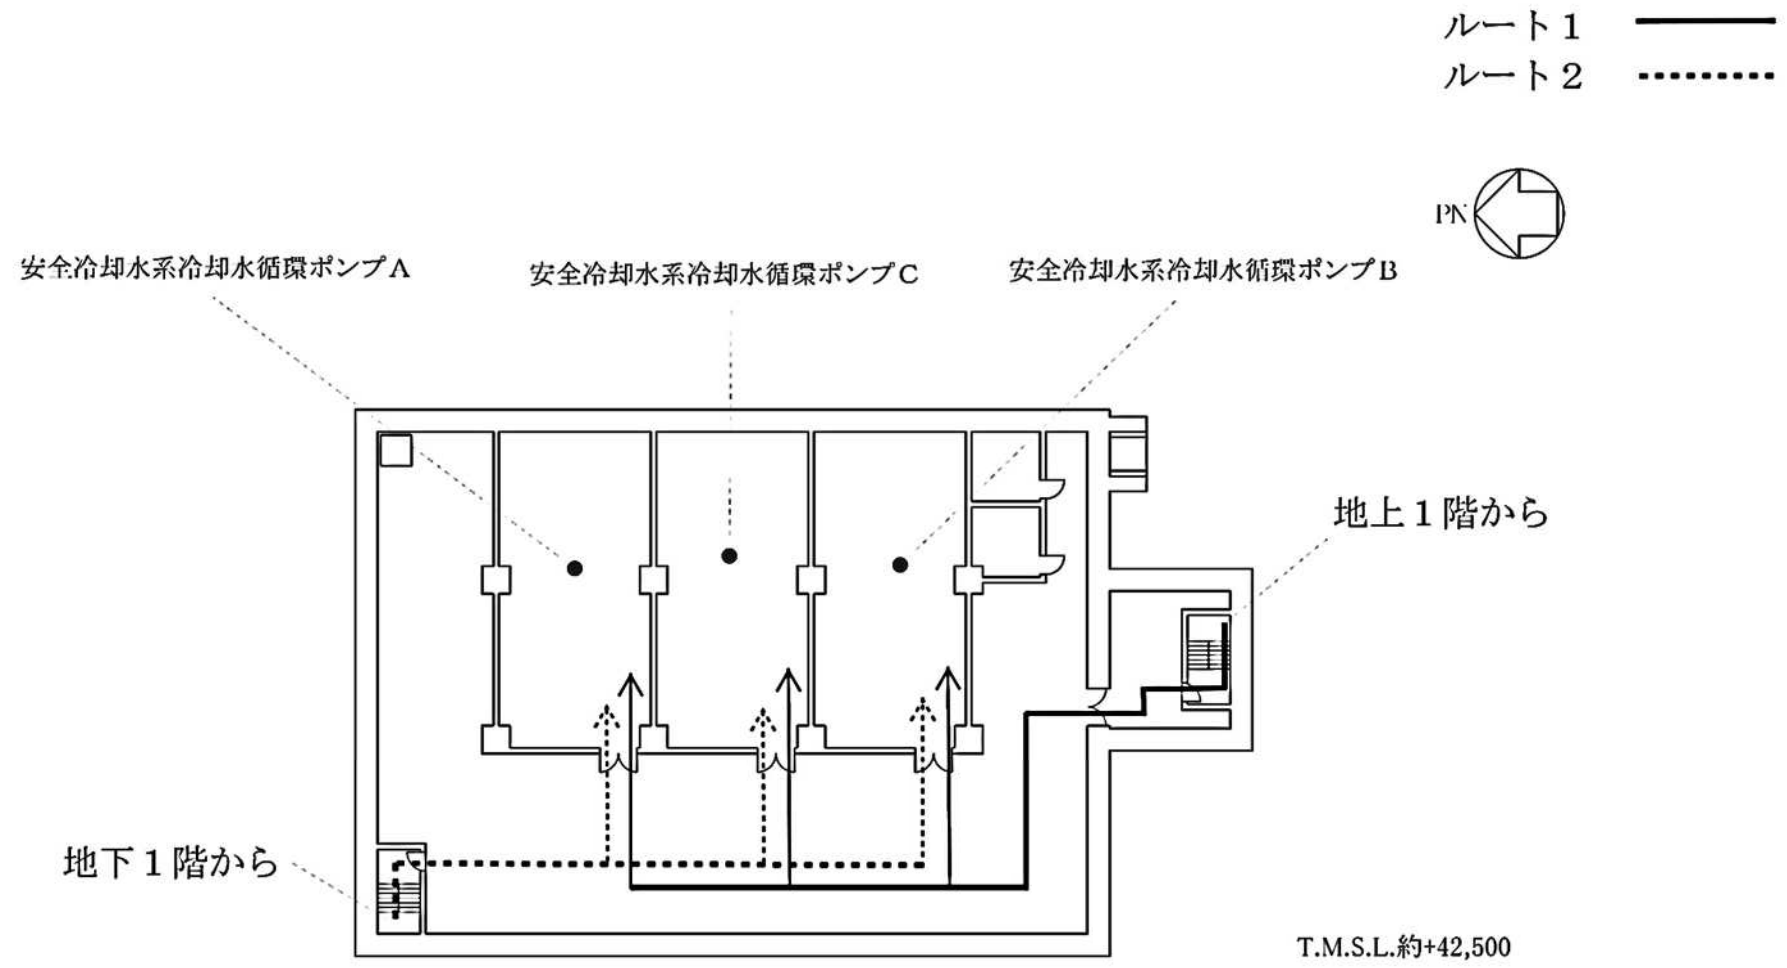 ルート1
ルート2
PN
安全冷却水系冷却水循環ポンプA
安全冷却水系冷却水循環ポンプC
安全冷却水系冷却水循環ポンプB
地上1階から
地下1階から
T.M.S.L.約+42,500